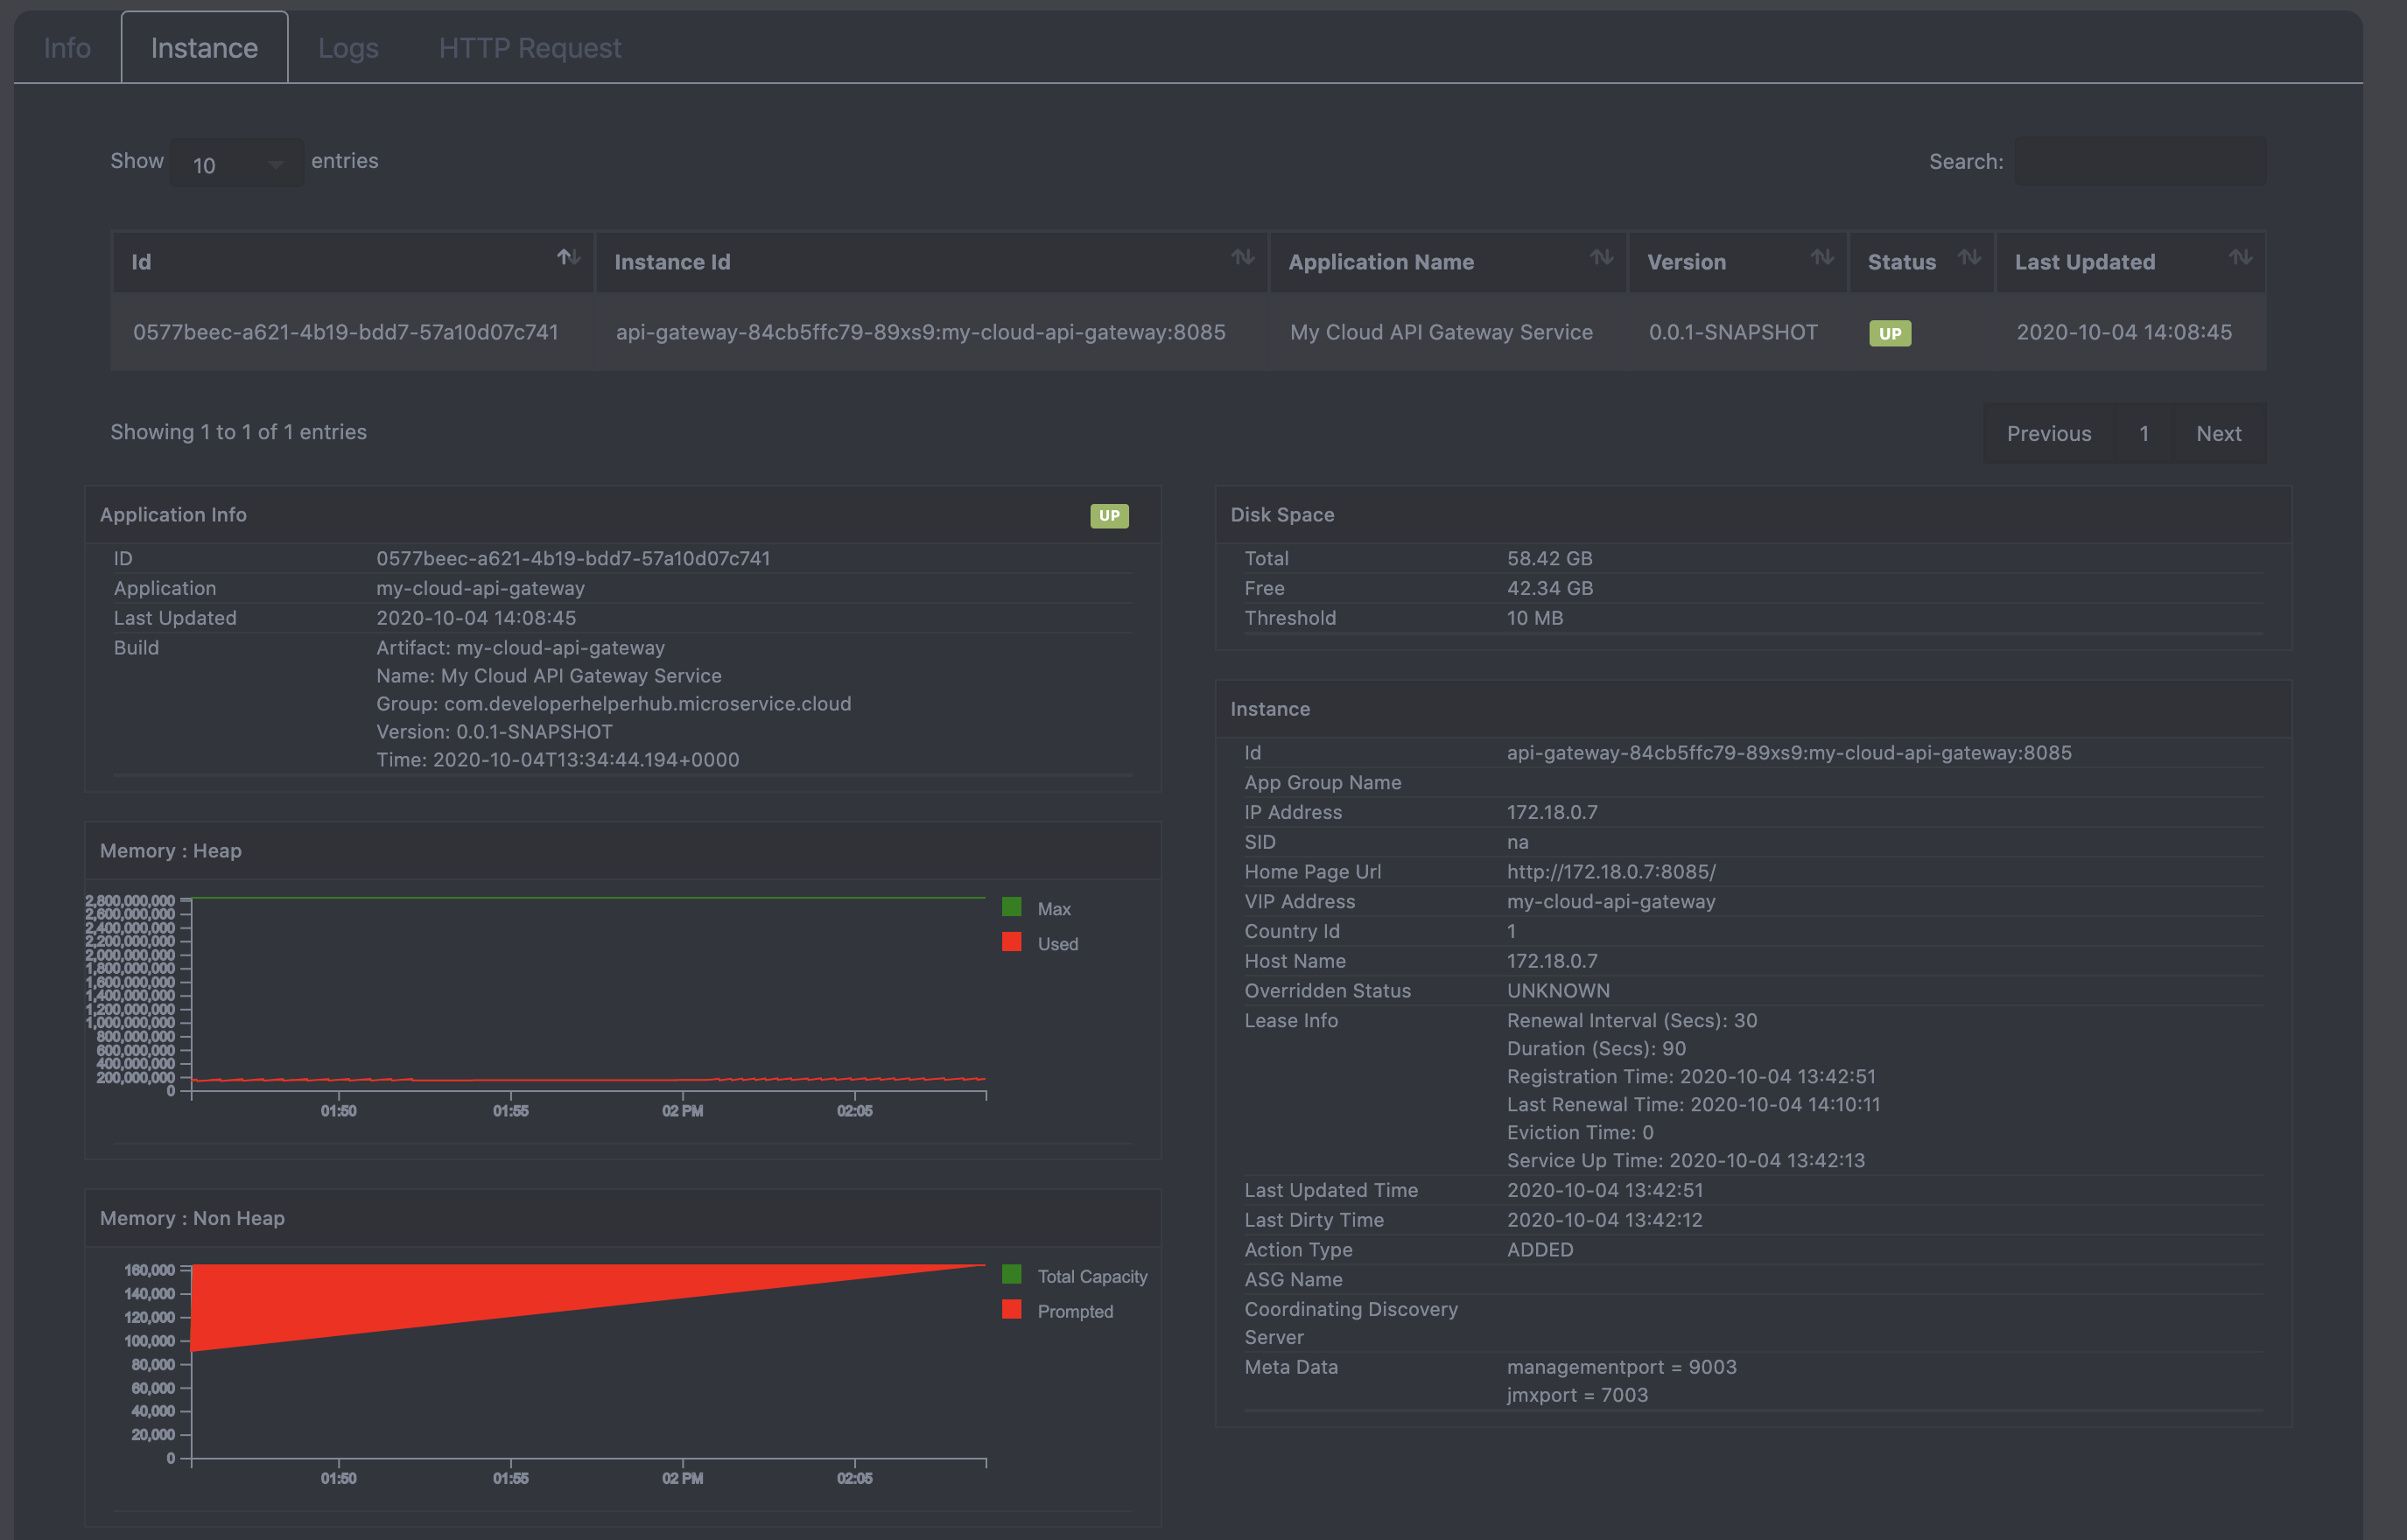 Info Instance Logs HTTP Request
Show 10 entries Search:
Id Instance Id Application Name Version Status Last Updated
0577beec-a621-4b19-bdd7-57a10d07c741 api-gateway-84cb5ffc79-89xs9:my-cloud-api-gateway:8085 My Cloud API Gateway Service 0.0.1-SNAPSHOT UP 2020-10-04 14:08:45
Showing 1 to 1 of 1 entries Previous 1 Next
Application Info UP
ID 0577beec-a621-4b19-bdd7-57a10d07c741
Application my-cloud-api-gateway
Last Updated 2020-10-04 14:08:45
Build Artifact: my-cloud-api-gateway
Name: My Cloud API Gateway Service
Group: com.developerhelperhub.microservice.cloud
Version: 0.0.1-SNAPSHOT
Time: 2020-10-04T13:34:44.194+0000
Memory : Heap
2,800,000,000
2,600,000,000
2,400,000,000
2,200,000,000
2,000,000,000
1,800,000,000
1,600,000,000
1,400,000,000
1,200,000,000
1,000,000,000
800,000,000
600,000,000
400,000,000
200,000,000
0
01:50 01:55 02 PM 02:05
Max
Used
Memory : Non Heap
160,000
140,000
120,000
100,000
80,000
60,000
40,000
20,000
0
01:50 01:55 02 PM 02:05
Total Capacity
Prompted
Disk Space
Total 58.42 GB
Free 42.34 GB
Threshold 10 MB
Instance
Id api-gateway-84cb5ffc79-89xs9:my-cloud-api-gateway:8085
App Group Name
IP Address 172.18.0.7
SID na
Home Page Url http://172.18.0.7:8085/
VIP Address my-cloud-api-gateway
Country Id 1
Host Name 172.18.0.7
Overridden Status UNKNOWN
Lease Info Renewal Interval (Secs): 30
Duration (Secs): 90
Registration Time: 2020-10-04 13:42:51
Last Renewal Time: 2020-10-04 14:10:11
Eviction Time: 0
Service Up Time: 2020-10-04 13:42:13
Last Updated Time 2020-10-04 13:42:51
Last Dirty Time 2020-10-04 13:42:12
Action Type ADDED
ASG Name
Coordinating Discovery
Server
Meta Data managementport = 9003
jmxport = 7003